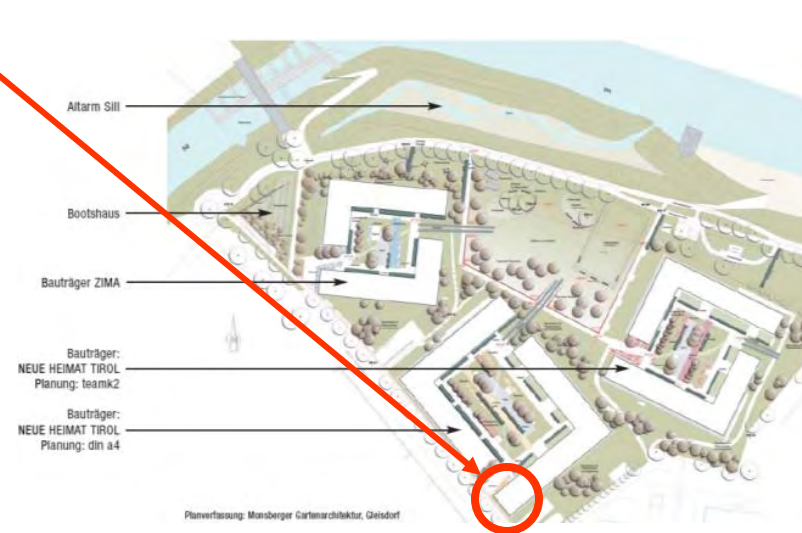 Altarm Sill
Bootshaus
Bauträger ZIMA
Bauträger:
NEUE HEIMAT TIROL
Planung: teamk2
Bauträger:
NEUE HEIMAT TIROL
Planung: din a4
Planverfassung: Monsberger Gartenarchitektur, Gleisdorf